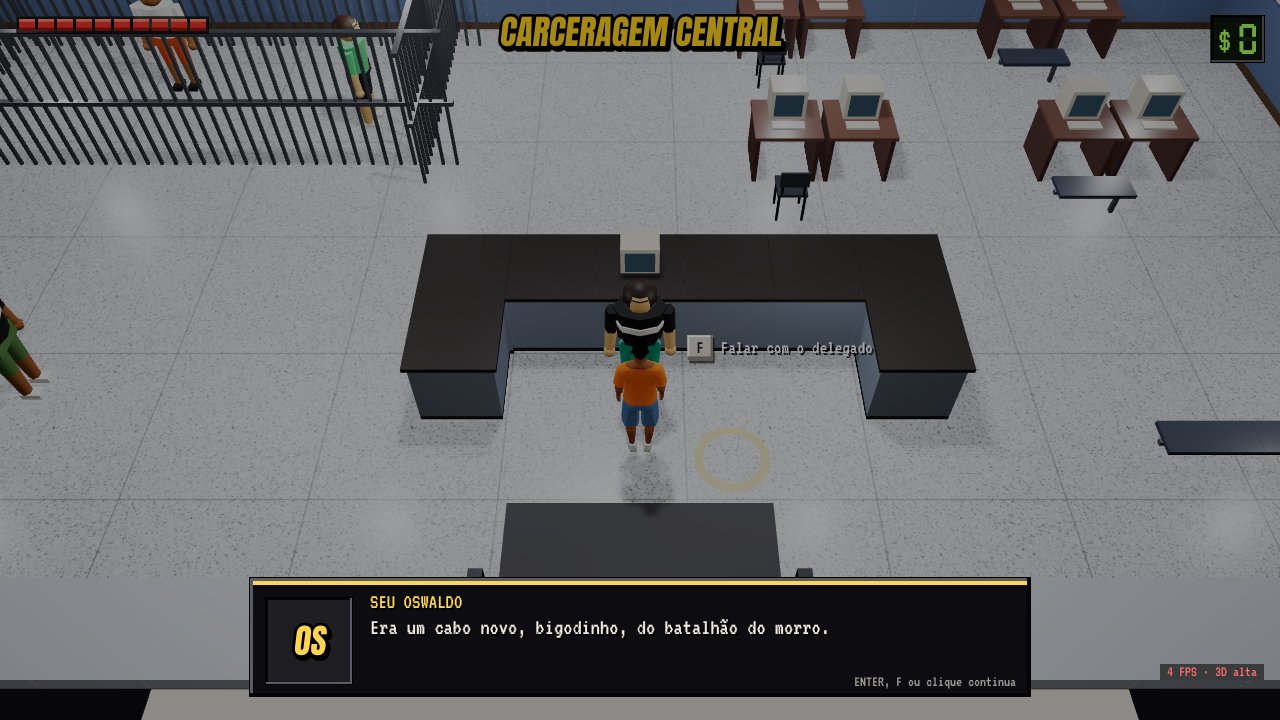 CARCERAGEM CENTRAL
$ 0
F Falar com o delegado
OS
SEU OSWALDO
Era um cabo novo, bigodinho, do batalhão do morro.
ENTER, F ou clique continua
4 FPS · 3D alta